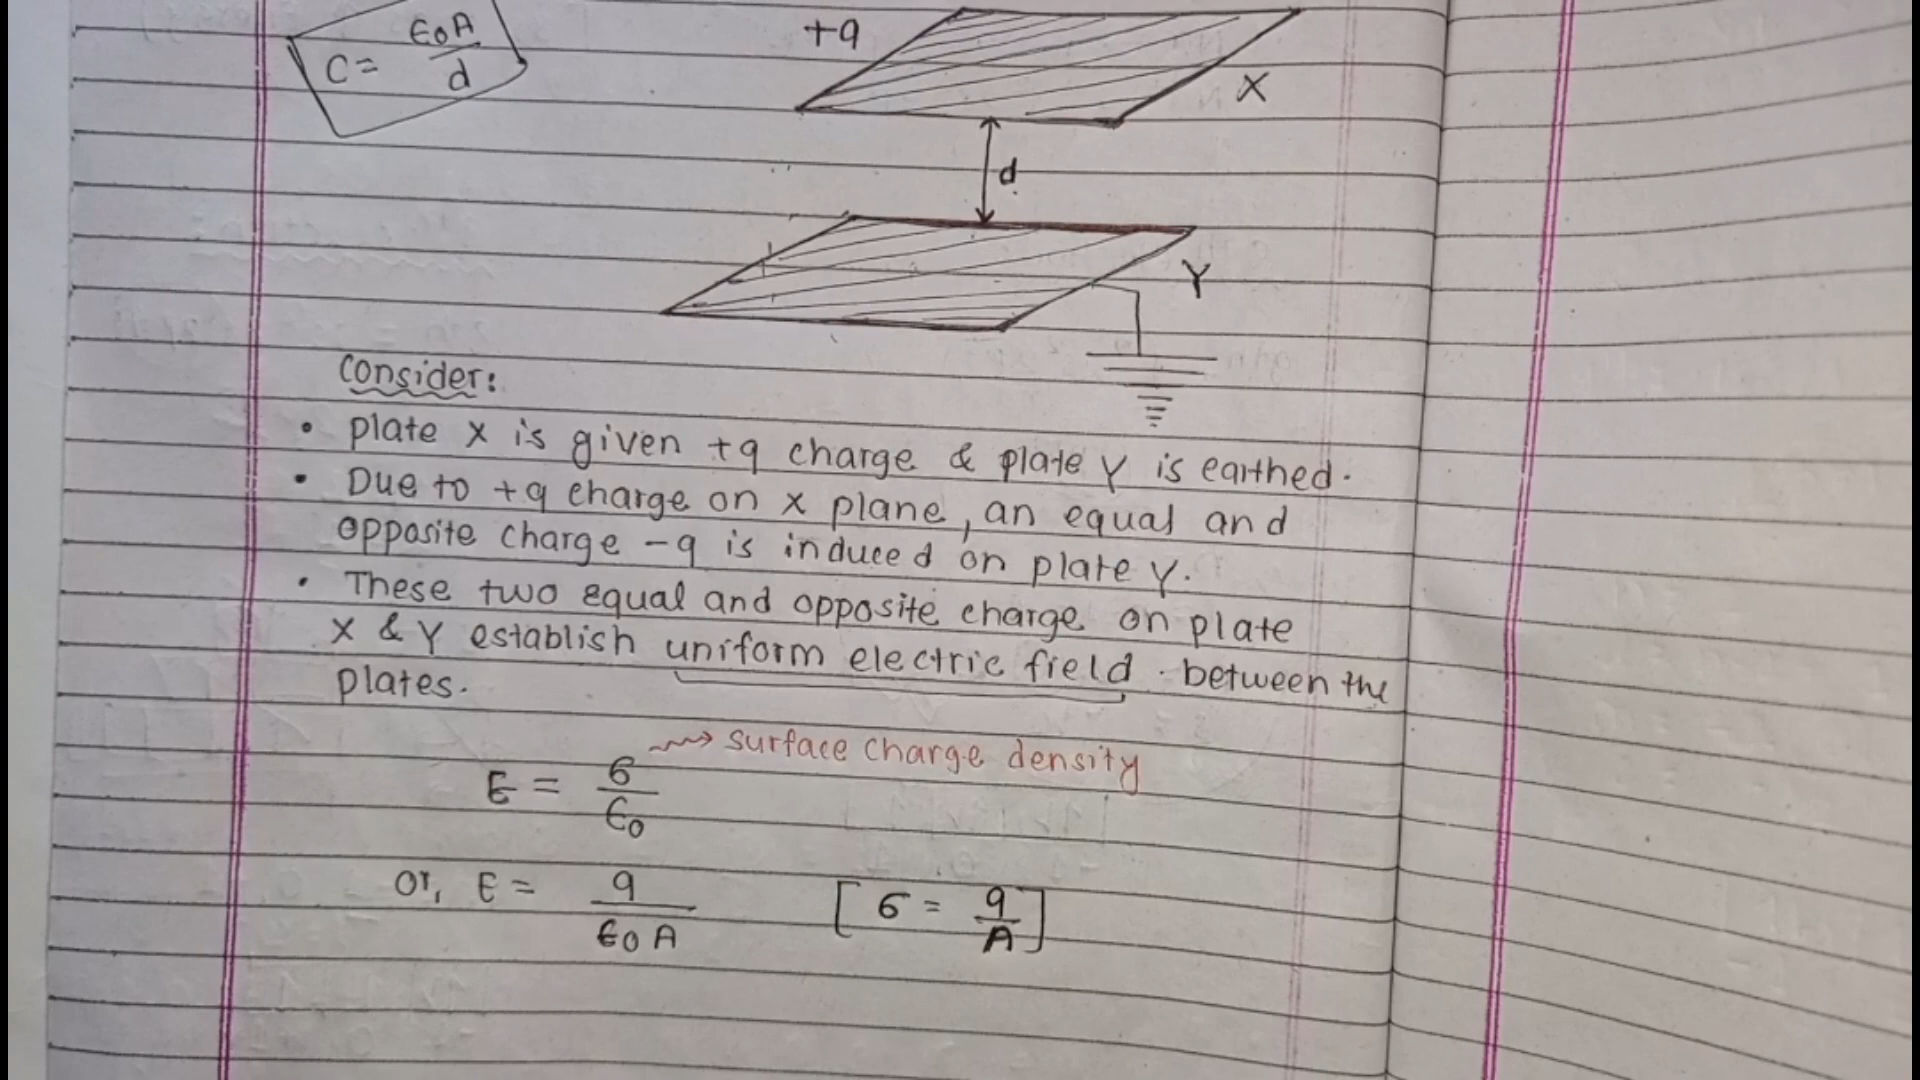 C = ϵ0A/d
+q
X
d
Y
Consider:
• plate X is given +q charge & plate Y is earthed.
• Due to +q charge on X plane, an equal and
opposite charge -q is induced on plate Y.
• These two equal and opposite charge on plate
X & Y establish uniform electric field between the
plates.
E = σ/ϵ0 → surface charge density
or, E = q/ϵ0A [σ = q/A]